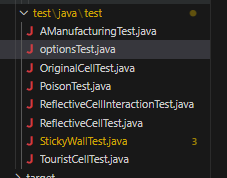 test\java\test
J AManufacturingTest.java
J optionsTest.java
J OriginalCellTest.java
J PoisonTest.java
J ReflectiveCellInteractionTest.java
J ReflectiveCellTest.java
J StickyWallTest.java 3
J TouristCellTest.java
target